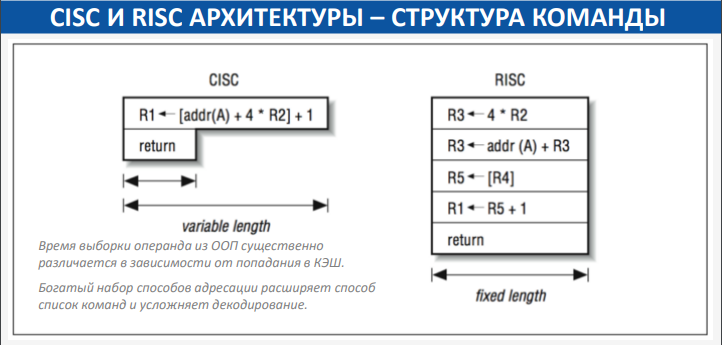 CISC И RISC АРХИТЕКТУРЫ – СТРУКТУРА КОМАНДЫ
CISC
R1 ← [addr(A) + 4 * R2] + 1
return
variable length
Время выборки операнда из ООП существенно
различается в зависимости от попадания в КЭШ.
Богатый набор способов адресации расширяет способ
список команд и усложняет декодирование.
RISC
R3 ← 4 * R2
R3 ← addr (A) + R3
R5 ← [R4]
R1 ← R5 + 1
return
fixed length